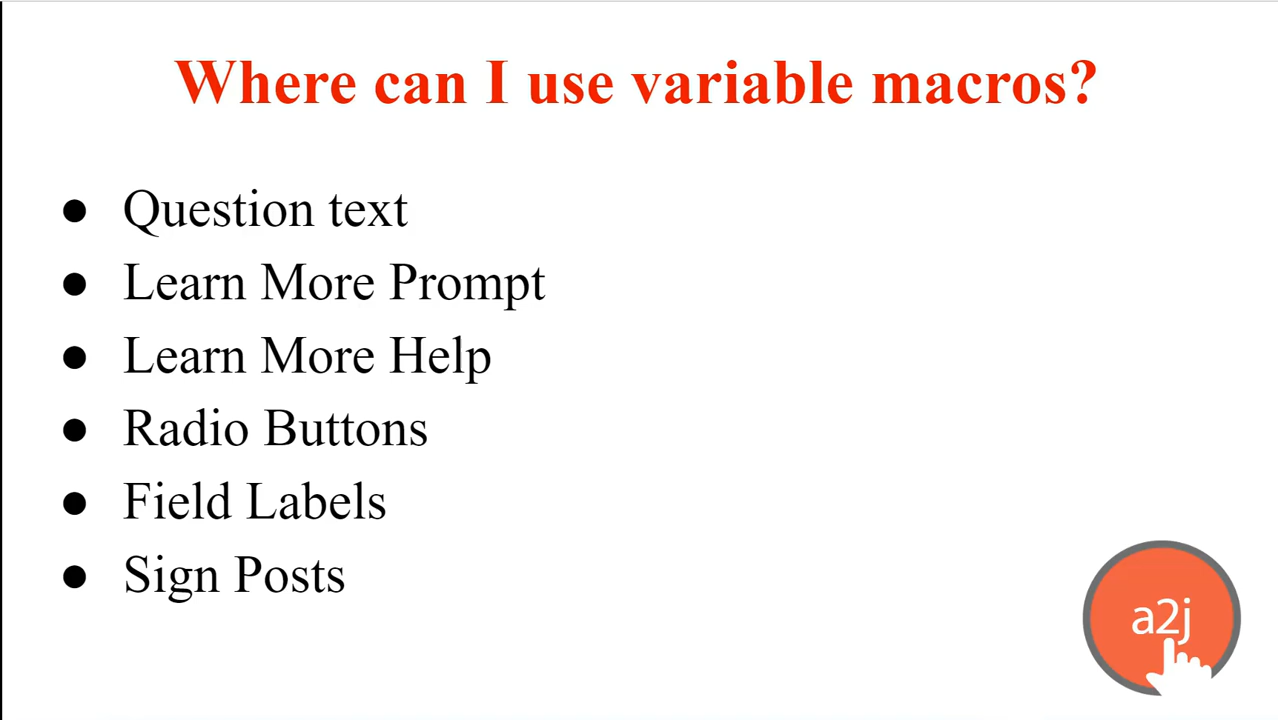 Where can I use variable macros?
● Question text
● Learn More Prompt
● Learn More Help
● Radio Buttons
● Field Labels
● Sign Posts
a2j